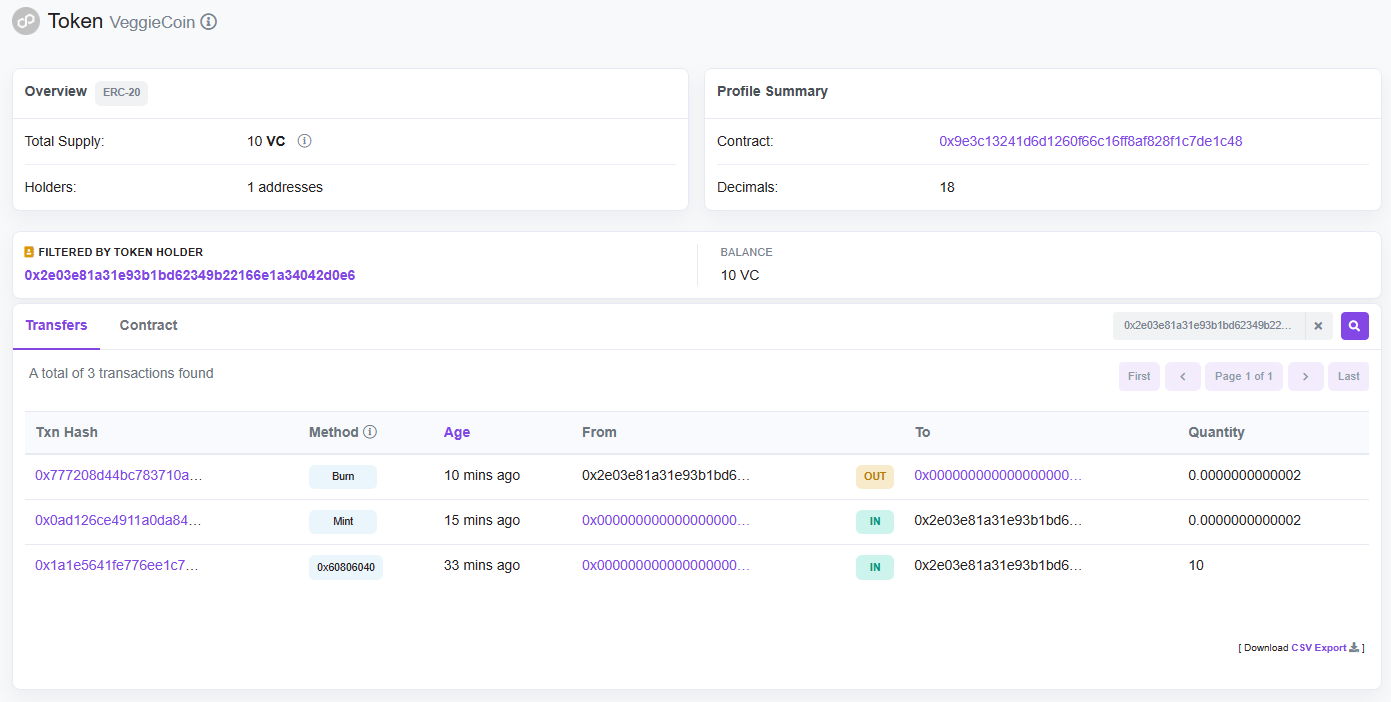 Token VeggieCoin
Overview ERC-20
Total Supply: 10 VC
Holders: 1 addresses
Profile Summary
Contract: 0x9e3c13241d6d1260f66c16ff8af828f1c7de1c48
Decimals: 18
FILTERED BY TOKEN HOLDER
0x2e03e81a31e93b1bd62349b22166e1a34042d0e6
BALANCE
10 VC
Transfers Contract
0x2e03e81a31e93b1bd62349b22...
A total of 3 transactions found
First Page 1 of 1 Last
Txn Hash Method Age From To Quantity
0x777208d44bc783710a... Burn 10 mins ago 0x2e03e81a31e93b1bd6... OUT 0x000000000000000000... 0.0000000000002
0x0ad126ce4911a0da84... Mint 15 mins ago 0x000000000000000000... IN 0x2e03e81a31e93b1bd6... 0.0000000000002
0x1a1e5641fe776ee1c7... 0x60806040 33 mins ago 0x000000000000000000... IN 0x2e03e81a31e93b1bd6... 10
[ Download CSV Export ]